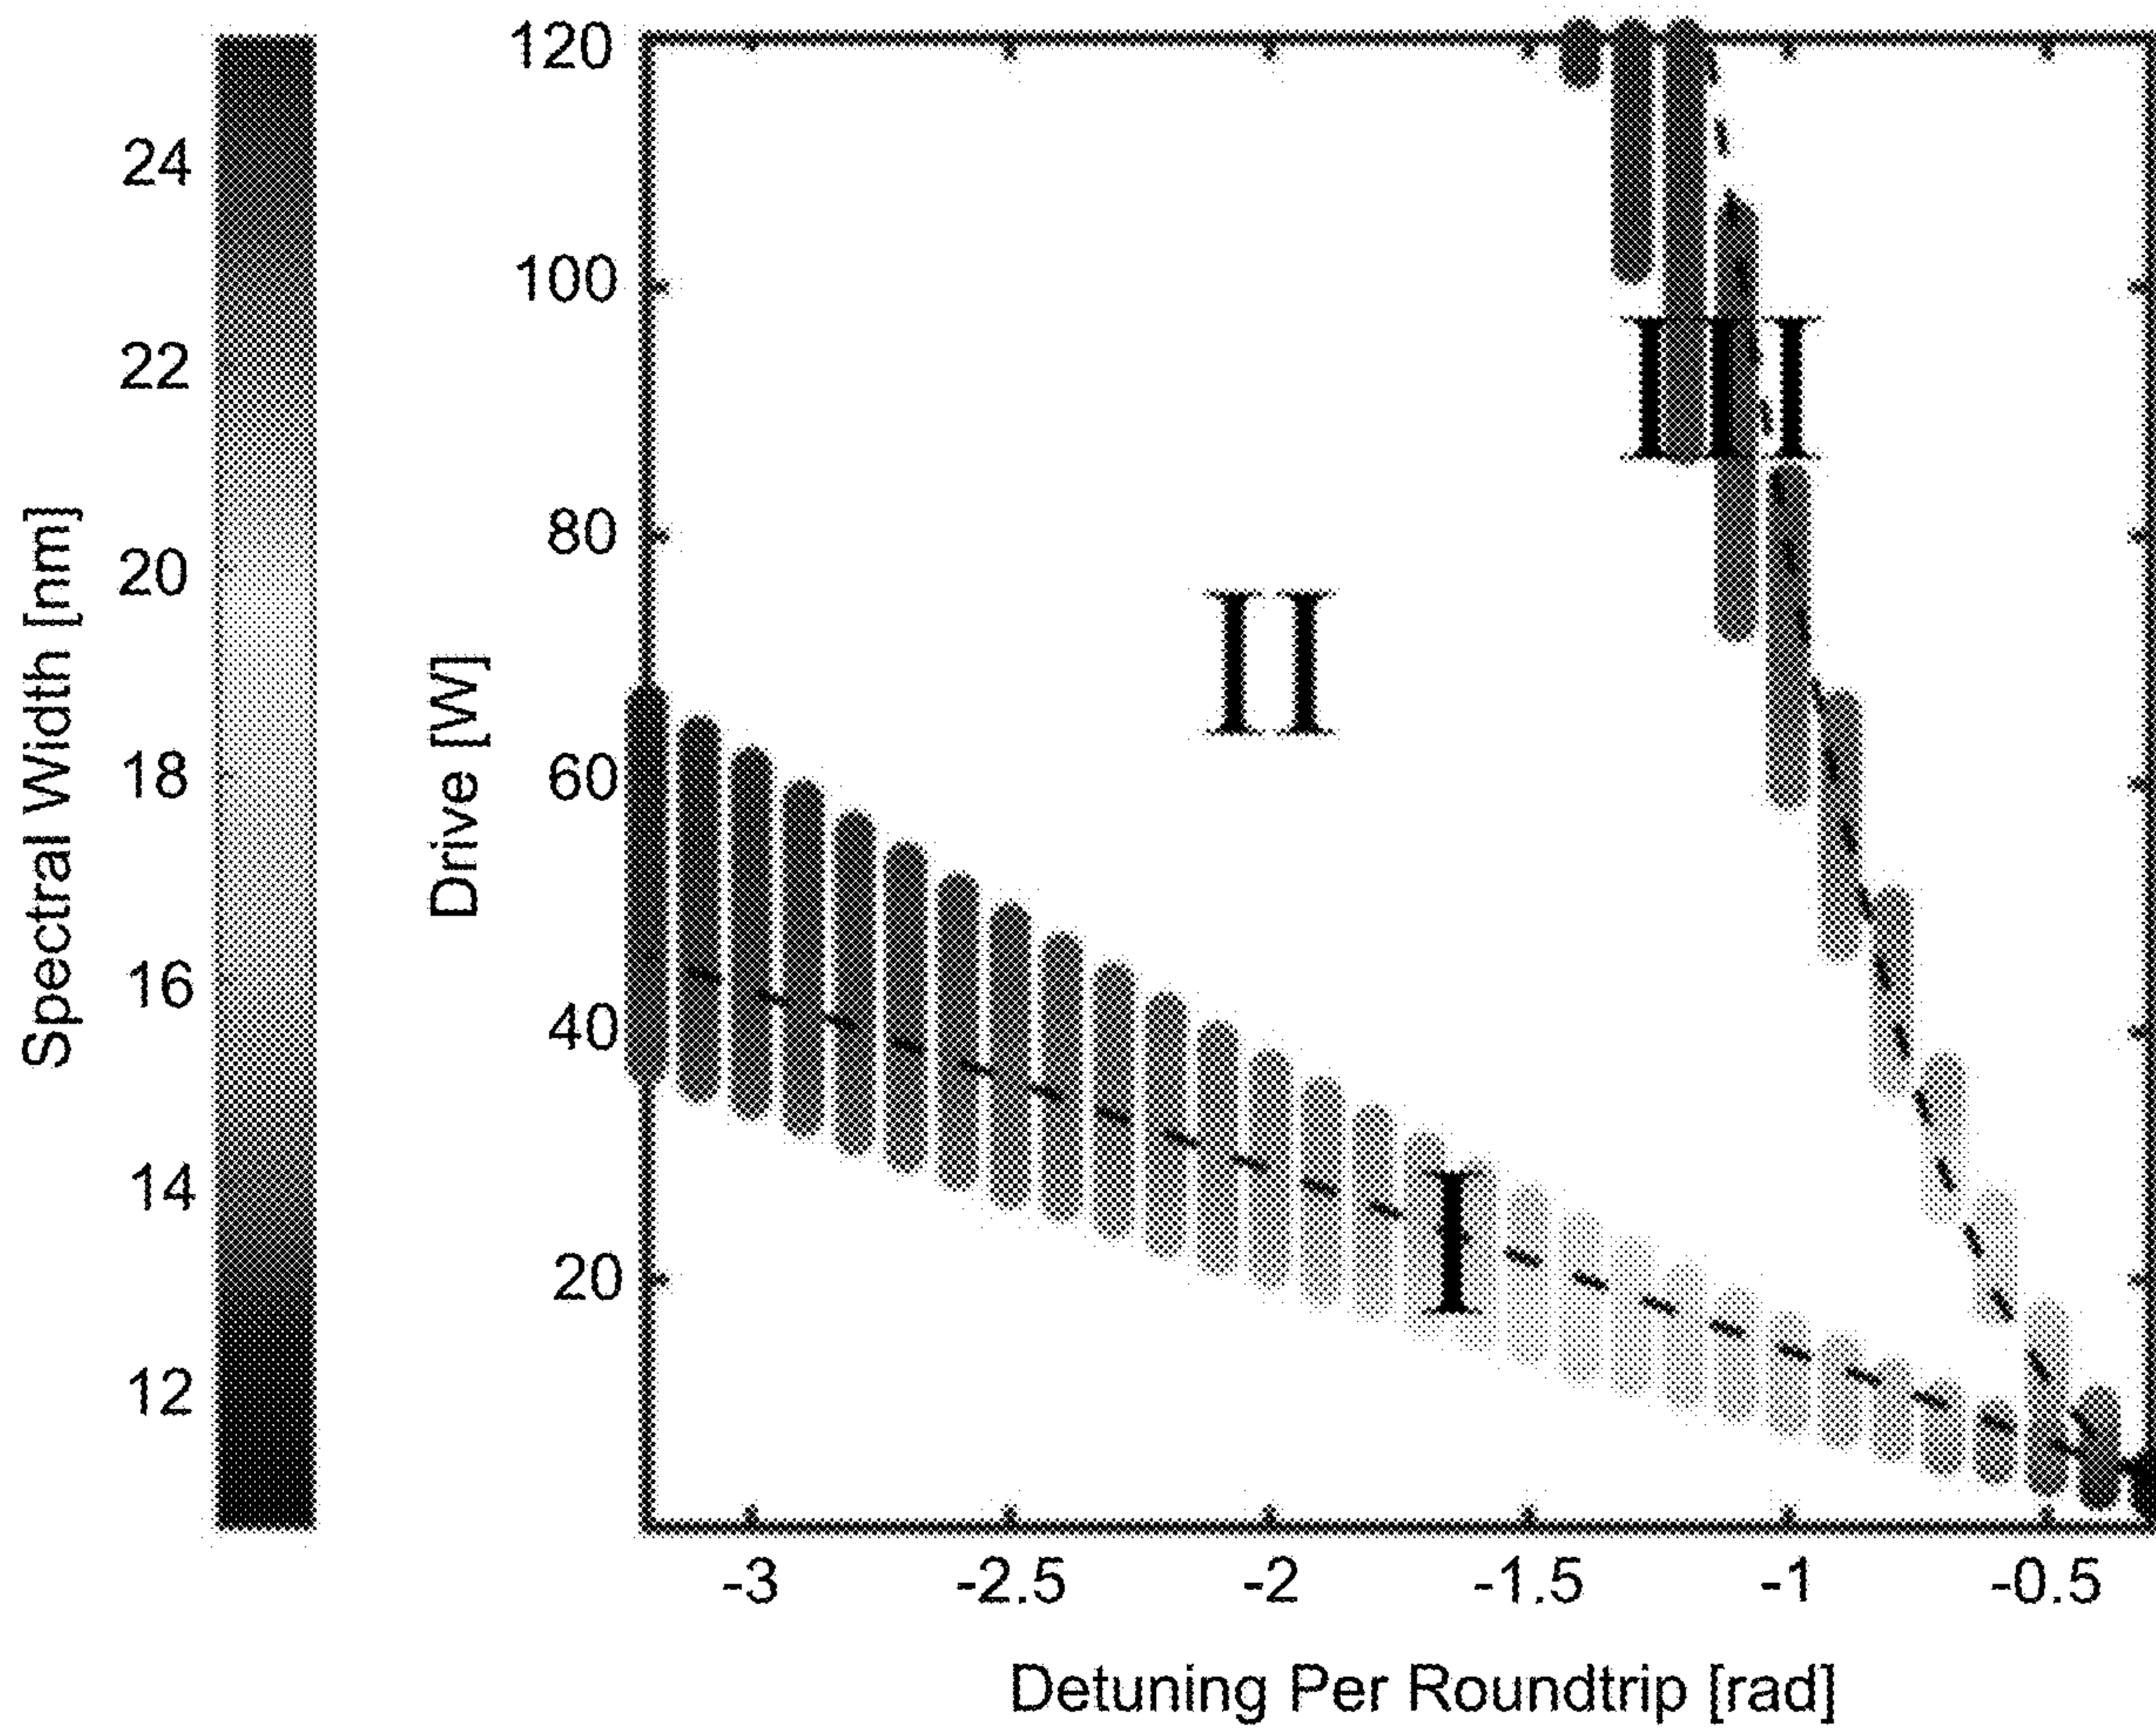 Spectral Width [nm]
24
22
20
18
16
14
12
Drive [W]
120
100
80
60
40
20
III
II
I
-3 -2.5 -2 -1.5 -1 -0.5
Detuning Per Roundtrip [rad]